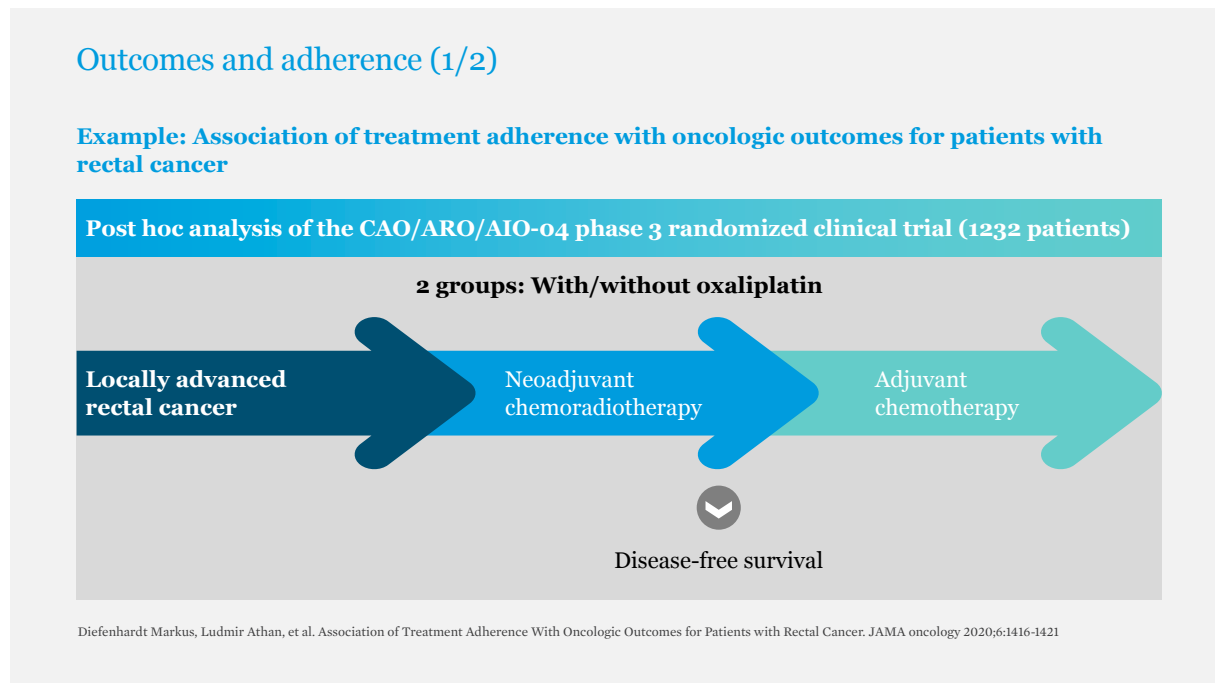 Outcomes and adherence (1/2)
Example: Association of treatment adherence with oncologic outcomes for patients with
rectal cancer
Post hoc analysis of the CAO/ARO/AIO-04 phase 3 randomized clinical trial (1232 patients)
2 groups: With/without oxaliplatin
Locally advanced
rectal cancer
Neoadjuvant
chemoradiotherapy
Adjuvant
chemotherapy
Disease-free survival
Diefenhardt Markus, Ludmir Athan, et al. Association of Treatment Adherence With Oncologic Outcomes for Patients with Rectal Cancer. JAMA oncology 2020;6:1416-1421